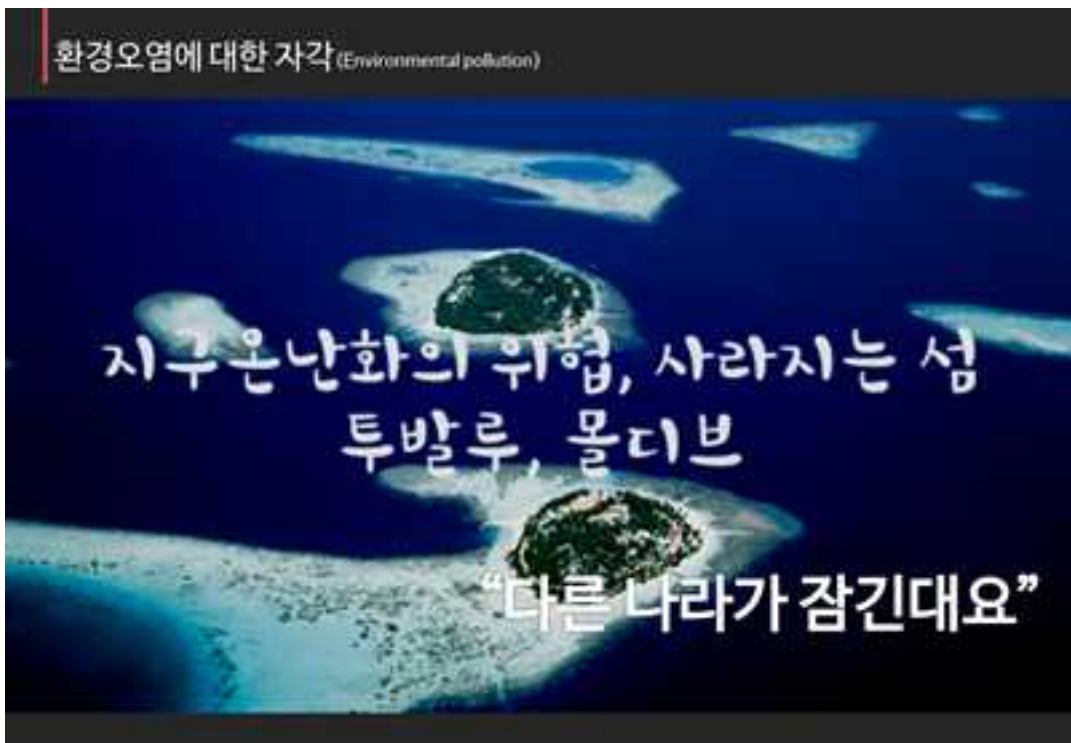 환경오염에 대한 자각(Environmental pollution)
지구온난화의 위협, 사라지는 섬
투발루, 몰디브
“다른 나라가 잠긴대요”